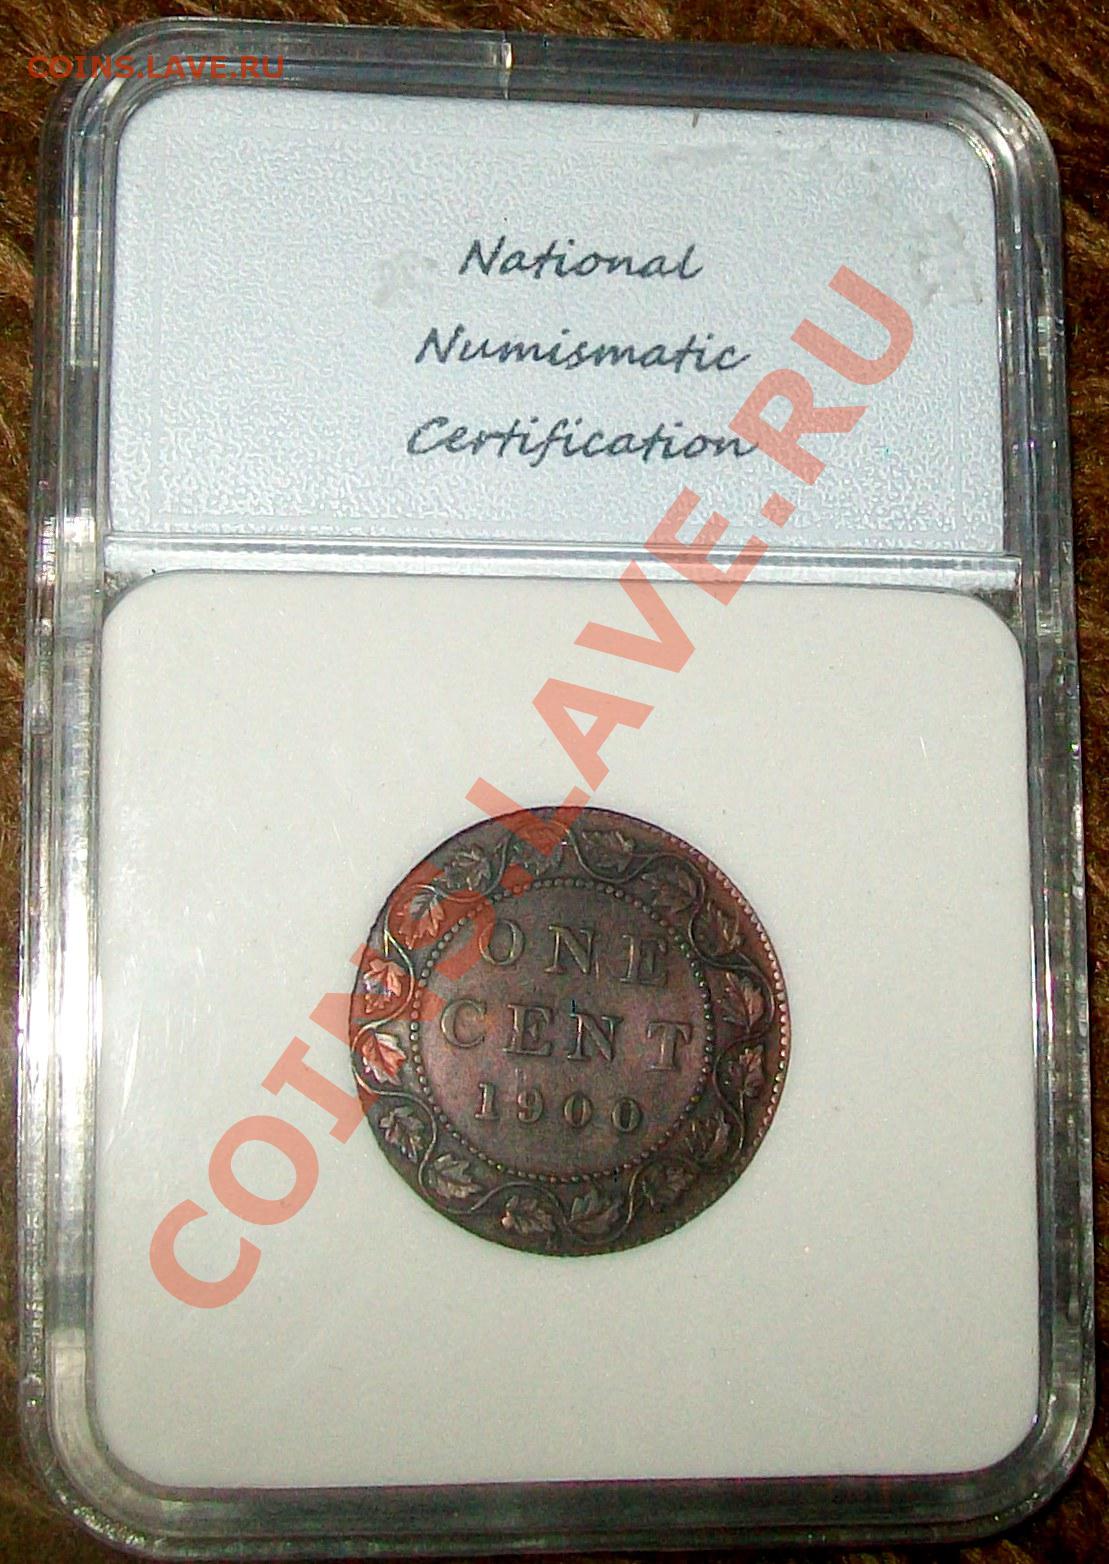 COINS.LAVE.RU
National
Numismatic
Certification
COINS.LAVE.RU
ONE
CENT
1900